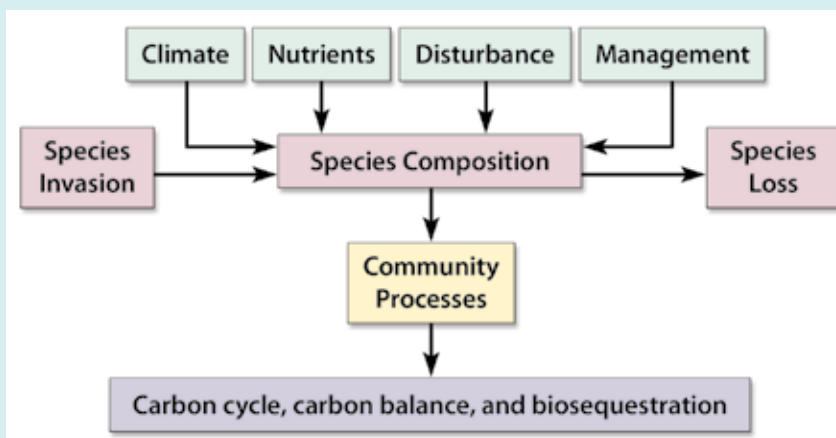 Climate
Nutrients
Disturbance
Management
Species
Invasion
Species Composition
Species
Loss
Community
Processes
Carbon cycle, carbon balance, and biosequestration